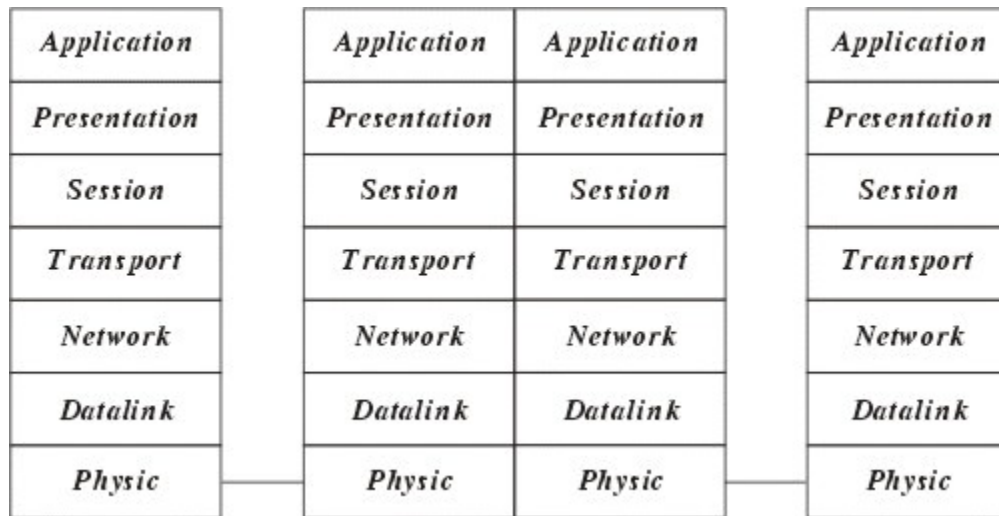 Application Application Application Application
Presentation Presentation Presentation Presentation
Session Session Session Session
Transport Transport Transport Transport
Network Network Network Network
Datalink Datalink Datalink Datalink
Physic Physic Physic Physic